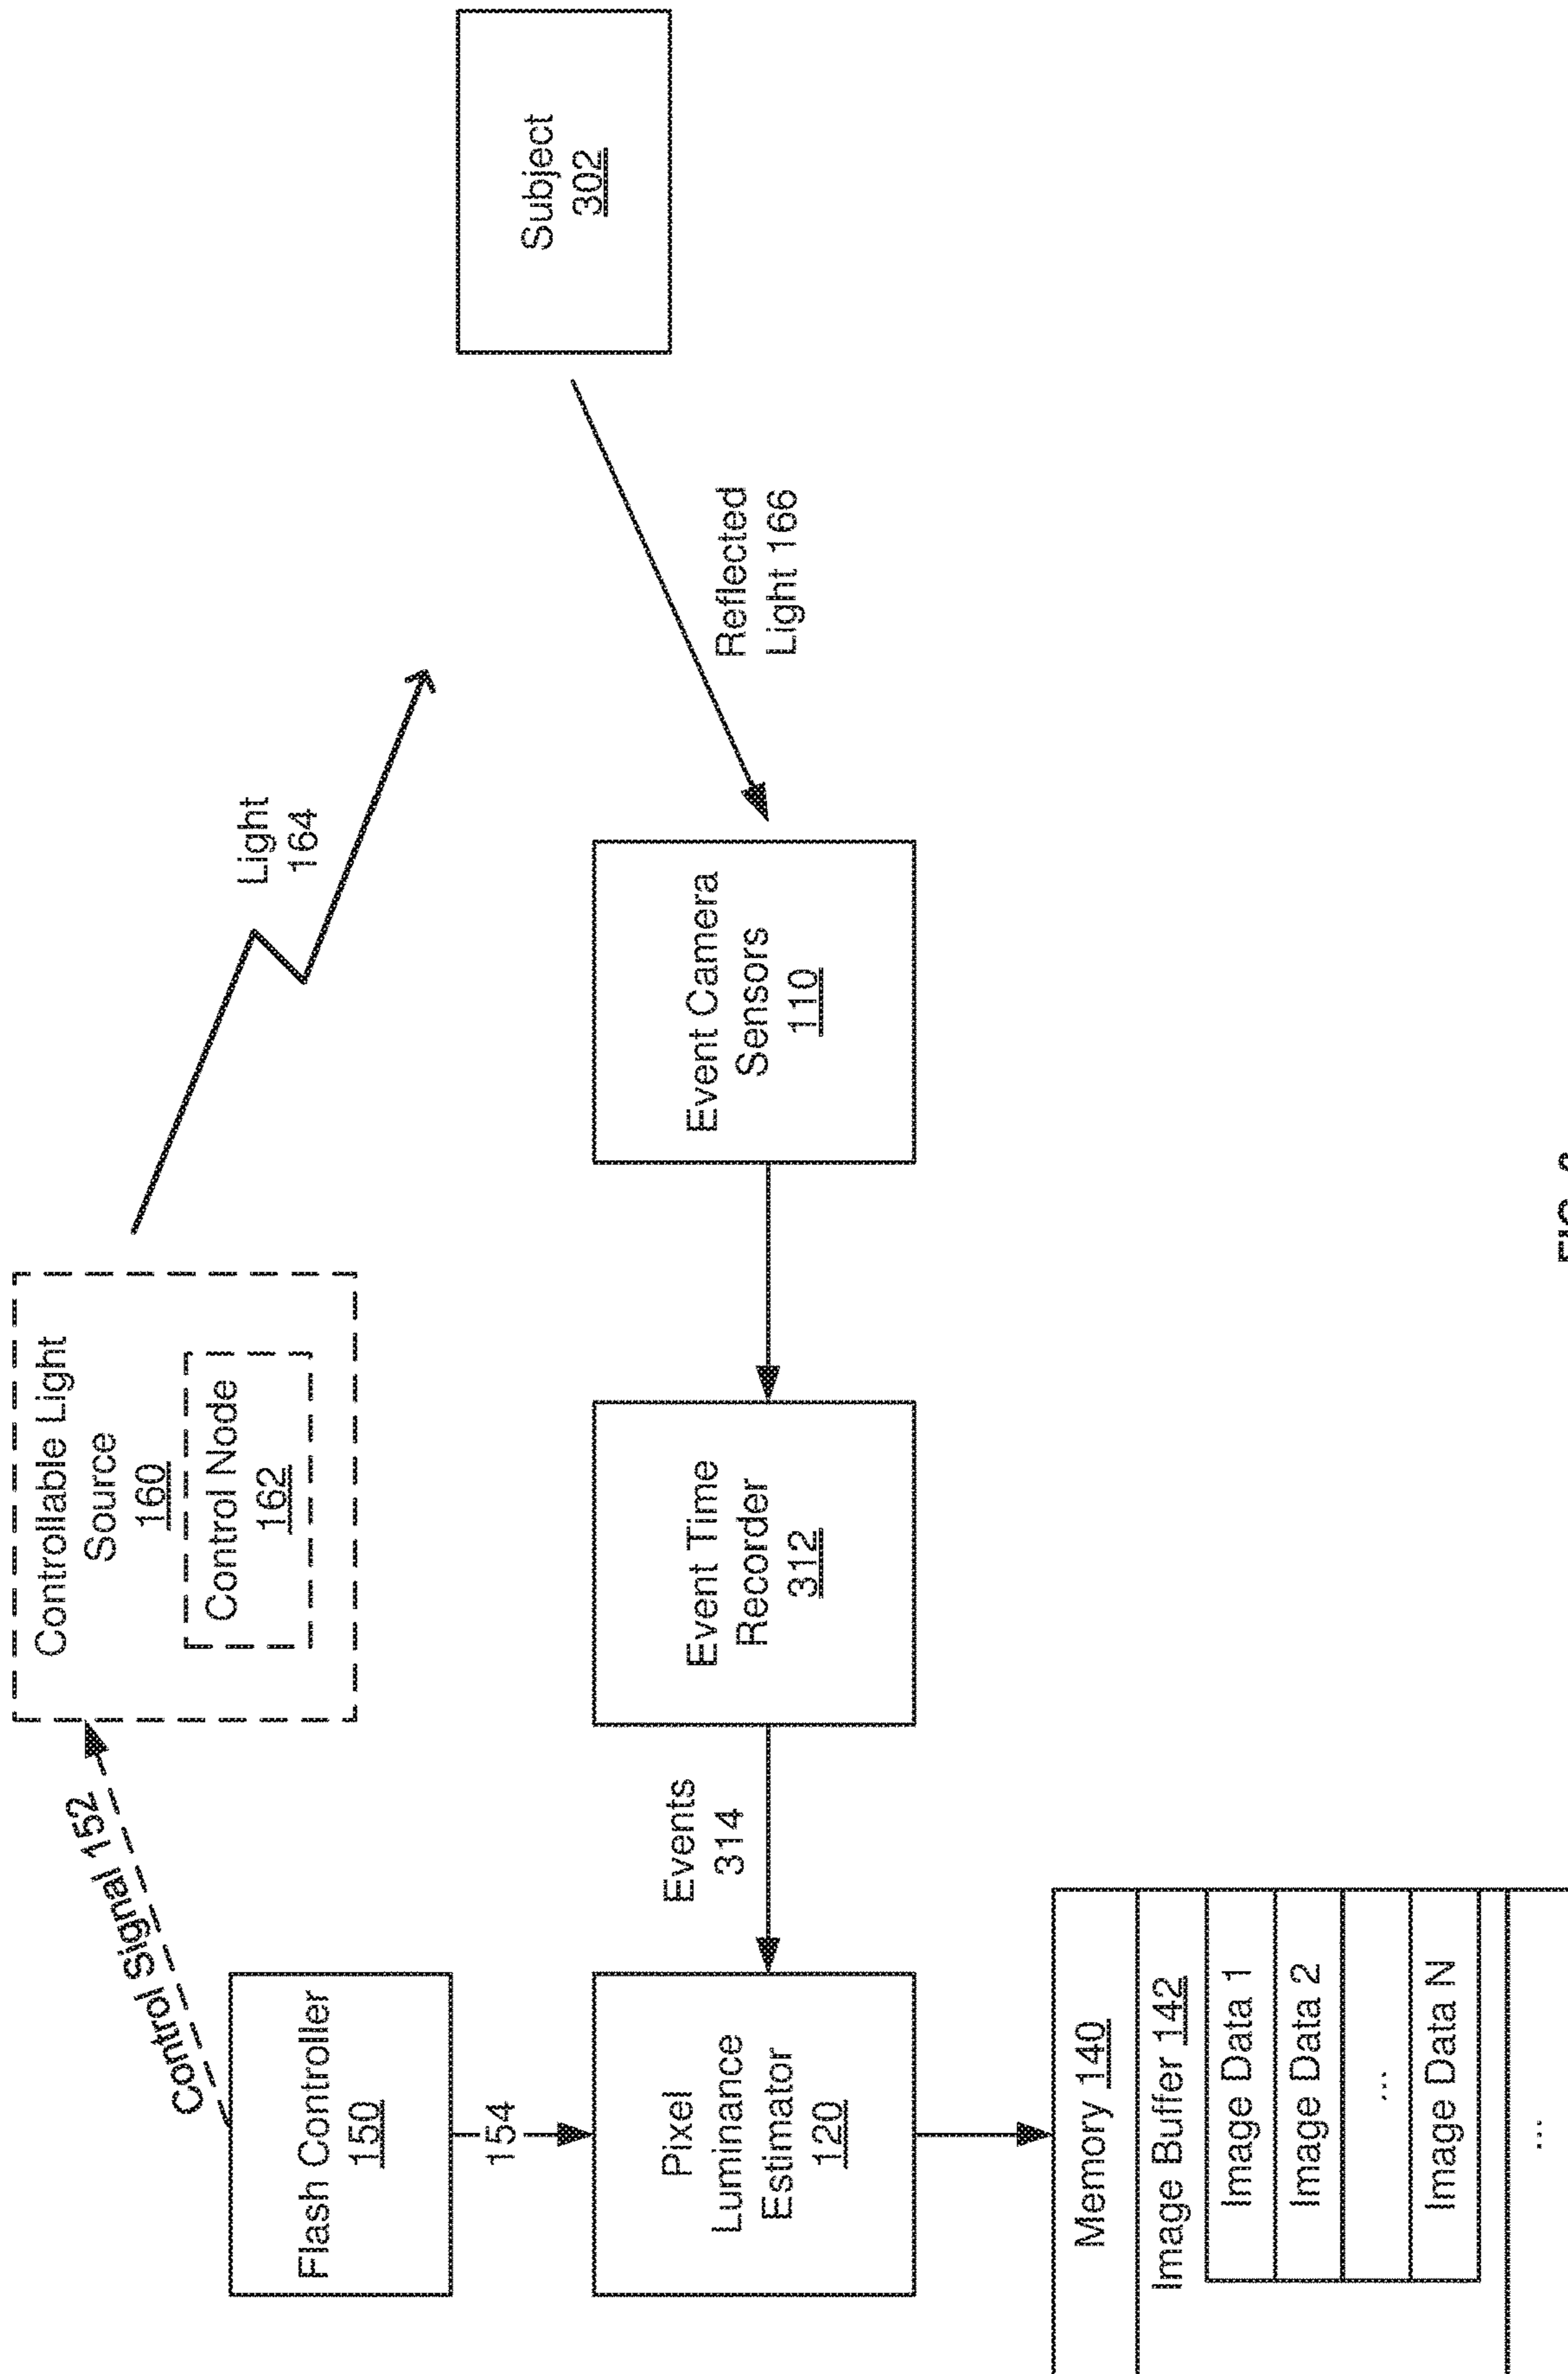 Control Signal 152
Controllable Light
Source
160
Control Node
162
Light
164
Subject
302
Reflected
Light 166
Flash Controller
150
154
Pixel
Luminance
Estimator
120
Events
314
Event Time
Recorder
312
Event Camera
Sensors
110
Memory 140
Image Buffer 142
Image Data 1
Image Data 2
...
Image Data N
...
FIG.